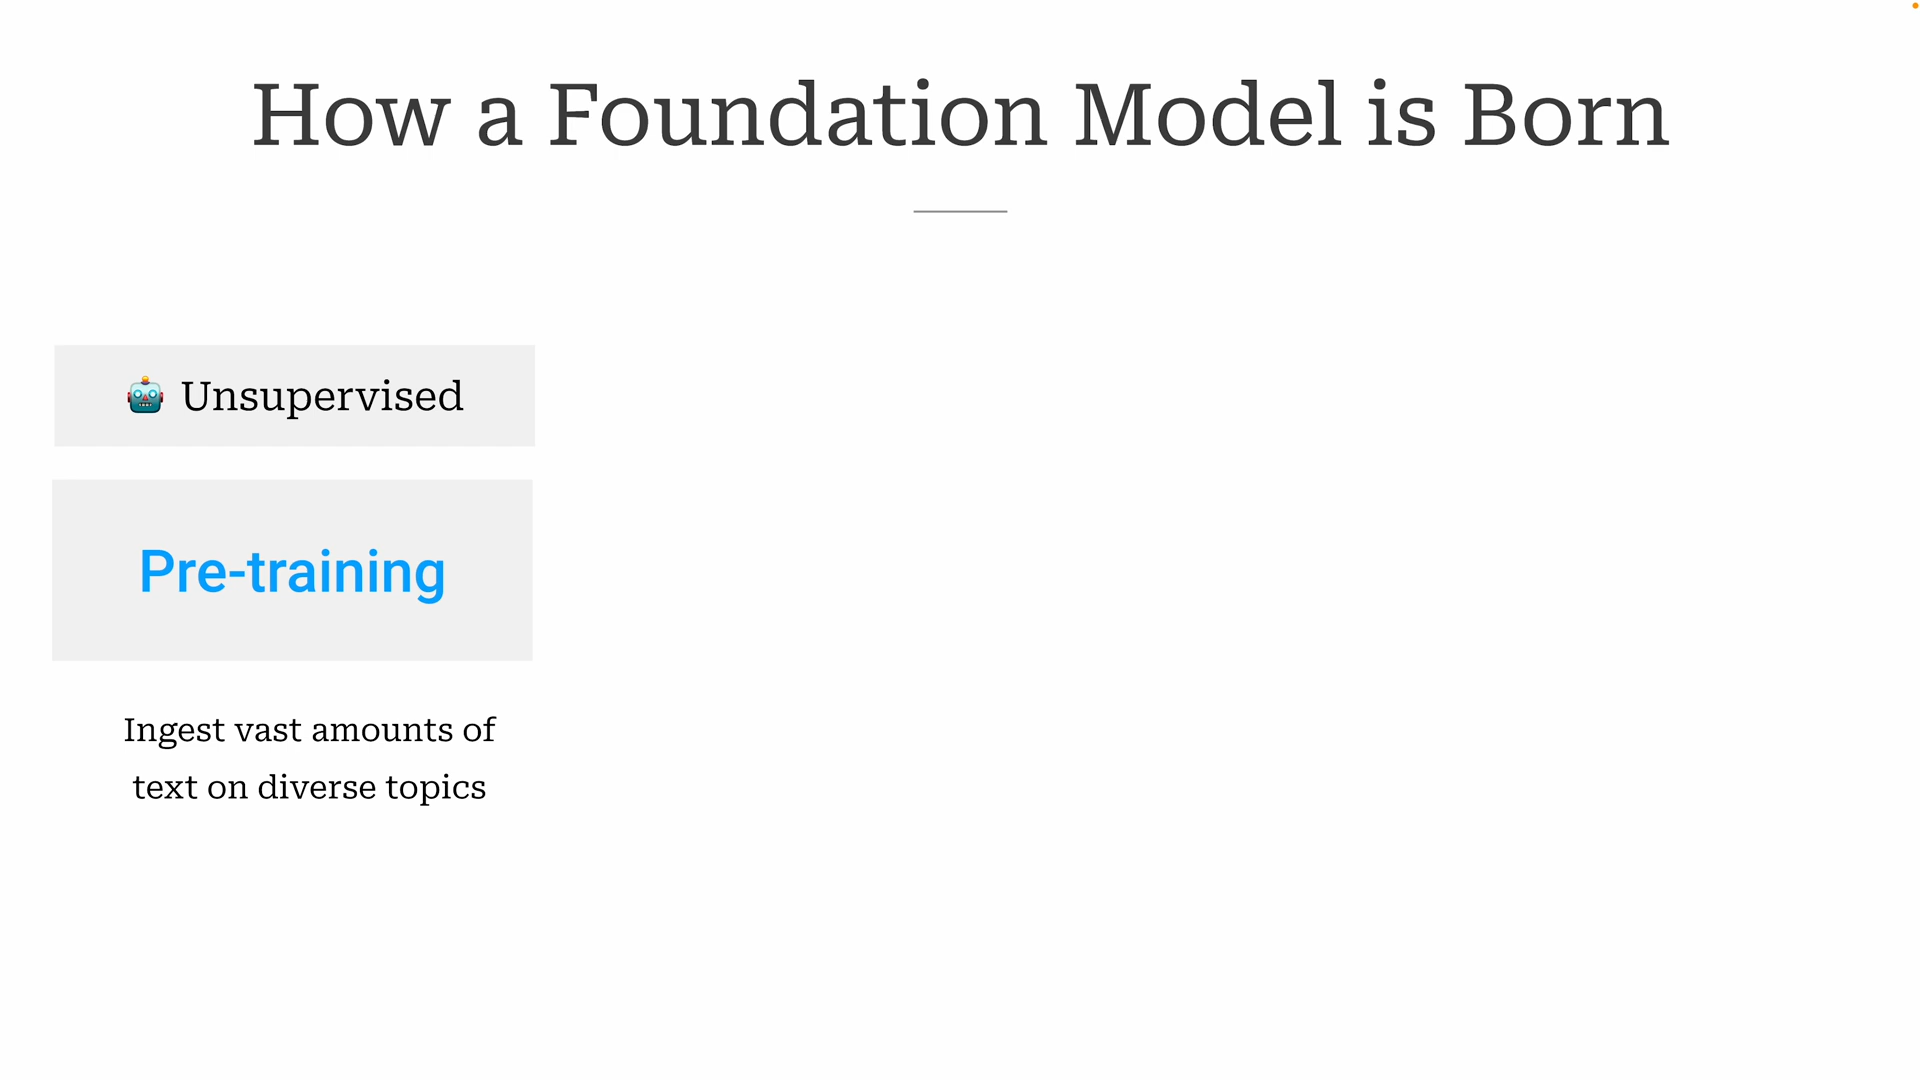 How a Foundation Model is Born
🤖 Unsupervised
Pre-training
Ingest vast amounts of
text on diverse topics